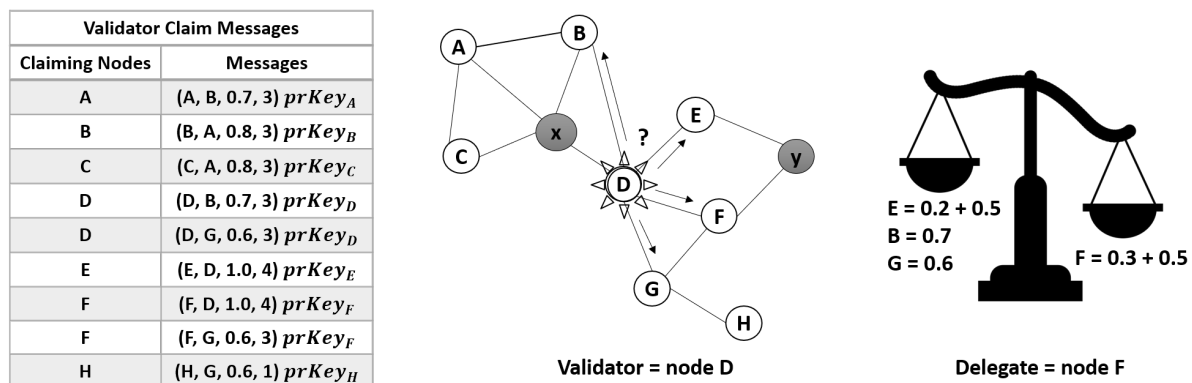 Validator Claim Messages
Claiming Nodes Messages
A (A, B, 0.7, 3) prKey_A
B (B, A, 0.8, 3) prKey_B
C (C, A, 0.8, 3) prKey_C
D (D, B, 0.7, 3) prKey_D
D (D, G, 0.6, 3) prKey_D
E (E, D, 1.0, 4) prKey_E
F (F, D, 1.0, 4) prKey_F
F (F, G, 0.6, 3) prKey_F
H (H, G, 0.6, 1) prKey_H
A
B
x
C
?
D
E
y
F
G
H
Validator = node D
E = 0.2 + 0.5
B = 0.7
G = 0.6
F = 0.3 + 0.5
Delegate = node F